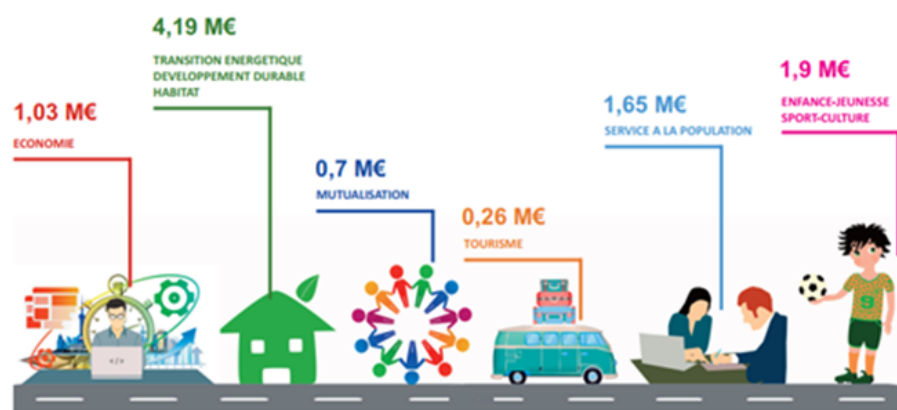 1,03 M€
ECONOMIE
4,19 M€
TRANSITION ENERGETIQUE
DEVELOPPEMENT DURABLE
HABITAT
0,7 M€
MUTUALISATION
0,26 M€
TOURISME
1,65 M€
SERVICE A LA POPULATION
1,9 M€
ENFANCE-JEUNESSE
SPORT-CULTURE
</>
9